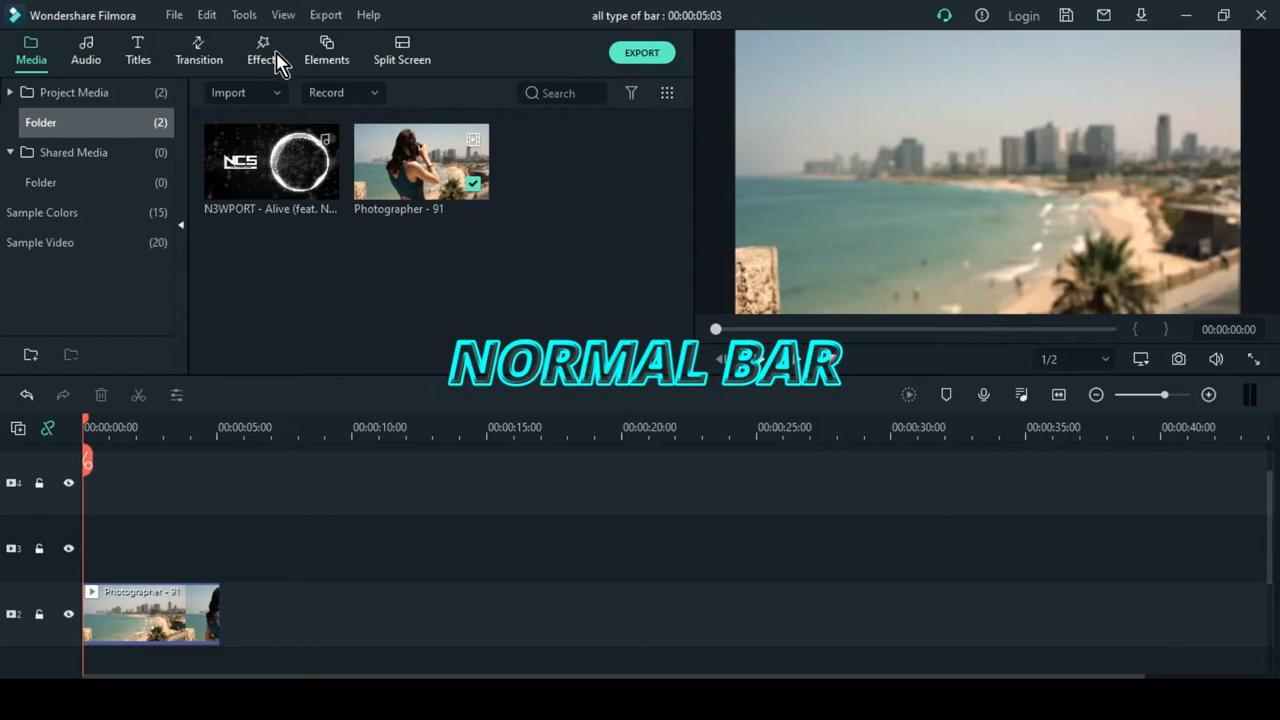 Wondershare Filmora
File
Edit
Tools
View
Export
Help
all type of bar : 00:00:05:03
Login
Media
Audio
Titles
Transition
Effects
Elements
Split Screen
EXPORT
Project Media (2)
Folder (2)
Shared Media (0)
Folder (0)
Sample Colors (15)
Sample Video (20)
Import
Record
Search
NCS
N3WPORT - Alive (feat. N...
Photographer - 91
00:00:00:00
1/2
NORMAL BAR
00:00:00:00
00:00:05:00
00:00:10:00
00:00:15:00
00:00:20:00
00:00:25:00
00:00:30:00
00:00:35:00
00:00:40:00
4
3
2
Photographer - 91